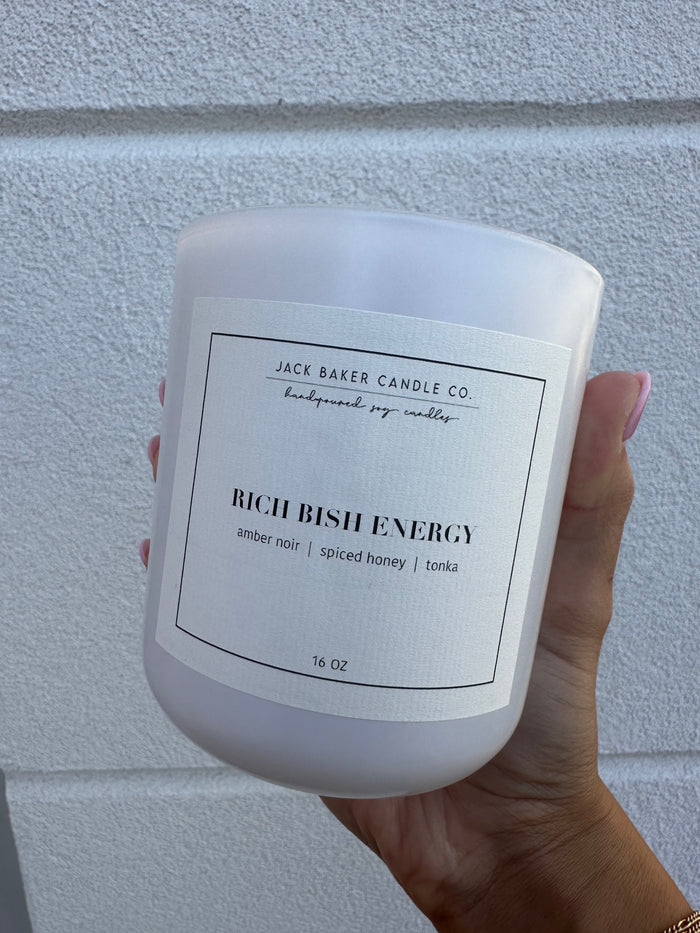 JACK BAKER CANDLE CO.
handpoured soy candles
RICH BISH ENERGY
amber noir | spiced honey | tonka
16 OZ